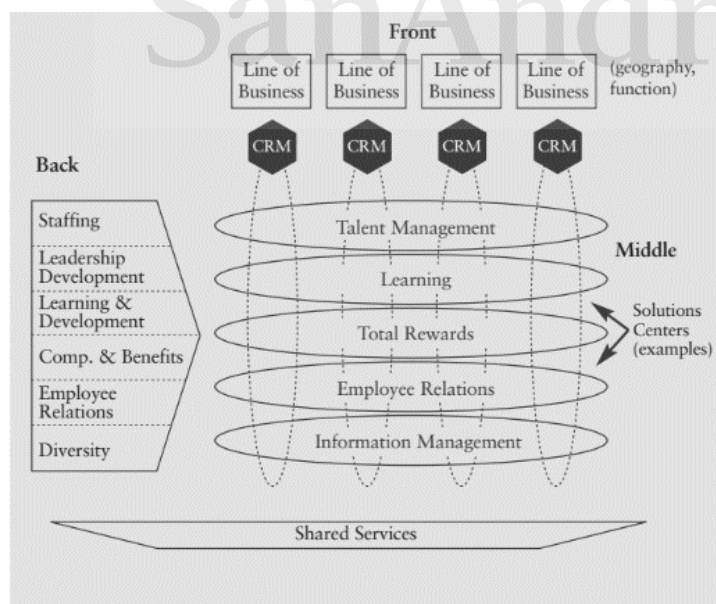 SanAndr
Front
Line of
Business
Line of
Business
Line of
Business
Line of
Business
(geography,
function)
CRM
CRM
CRM
CRM
Back
Staffing
Leadership
Development
Learning &
Development
Comp. & Benefits
Employee
Relations
Diversity
Talent Management
Learning
Total Rewards
Employee Relations
Information Management
Middle
Solutions
Centers
(examples)
Shared Services